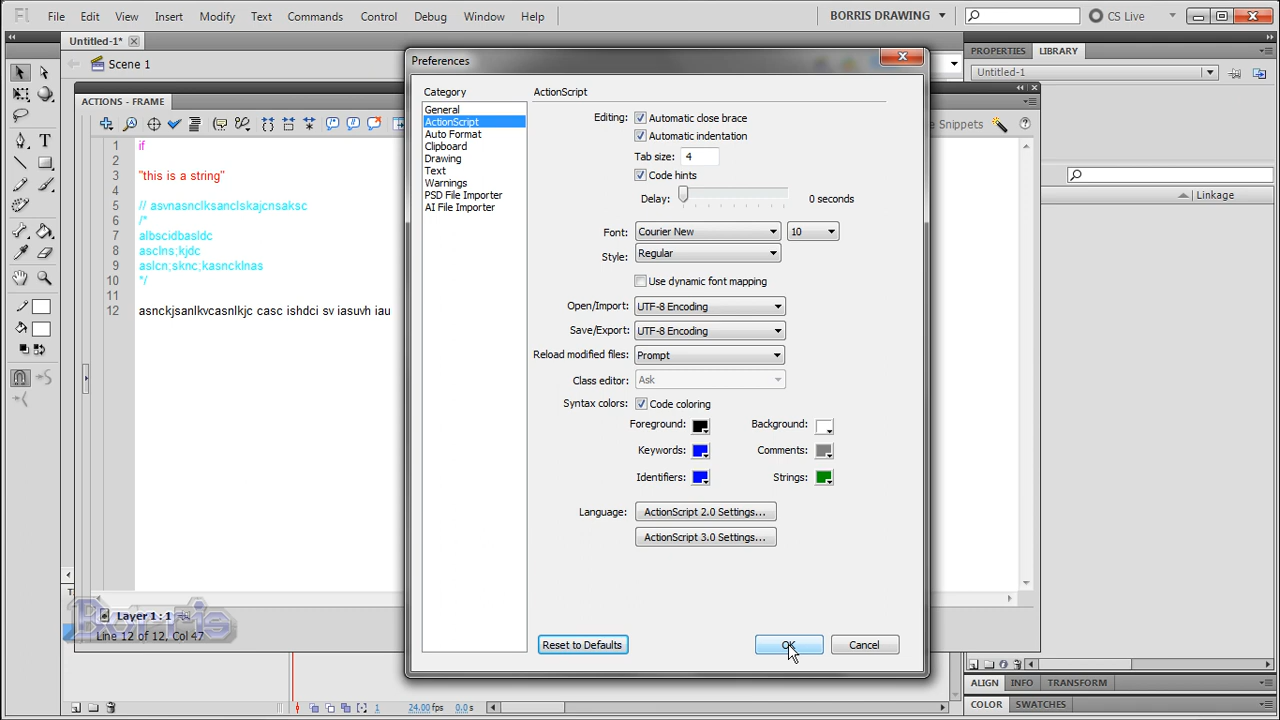 Fl File Edit View Insert Modify Text Commands Control Debug Window Help BORRIS DRAWING CS Live
Untitled-1*
Scene 1
PROPERTIES LIBRARY
Untitled-1
Linkage
ACTIONS - FRAME
Snippets
1 if
2
3 "this is a string"
4
5 // asvnasnclksanclskajcnsaksc
6 /*
7 albscidbasldc
8 asclns;kjdc
9 aslcn;sknc;kasncklnas
10 */
11
12 asnckjsanlkvcasnlkjc casc ishdci sv iasuvh iau
Layer 1 : 1
Line 12 of 12, Col 47
Borris
Preferences
Category
General
ActionScript
Auto Format
Clipboard
Drawing
Text
Warnings
PSD File Importer
AI File Importer
ActionScript
Editing: Automatic close brace
Automatic indentation
Tab size: 4
Code hints
Delay: 0 seconds
Font: Courier New 10
Style: Regular
Use dynamic font mapping
Open/Import: UTF-8 Encoding
Save/Export: UTF-8 Encoding
Reload modified files: Prompt
Class editor: Ask
Syntax colors: Code coloring
Foreground: Background:
Keywords: Comments:
Identifiers: Strings:
Language: ActionScript 2.0 Settings...
ActionScript 3.0 Settings...
Reset to Defaults OK Cancel
1 24.00 fps 0.0 s
ALIGN INFO TRANSFORM
COLOR SWATCHES